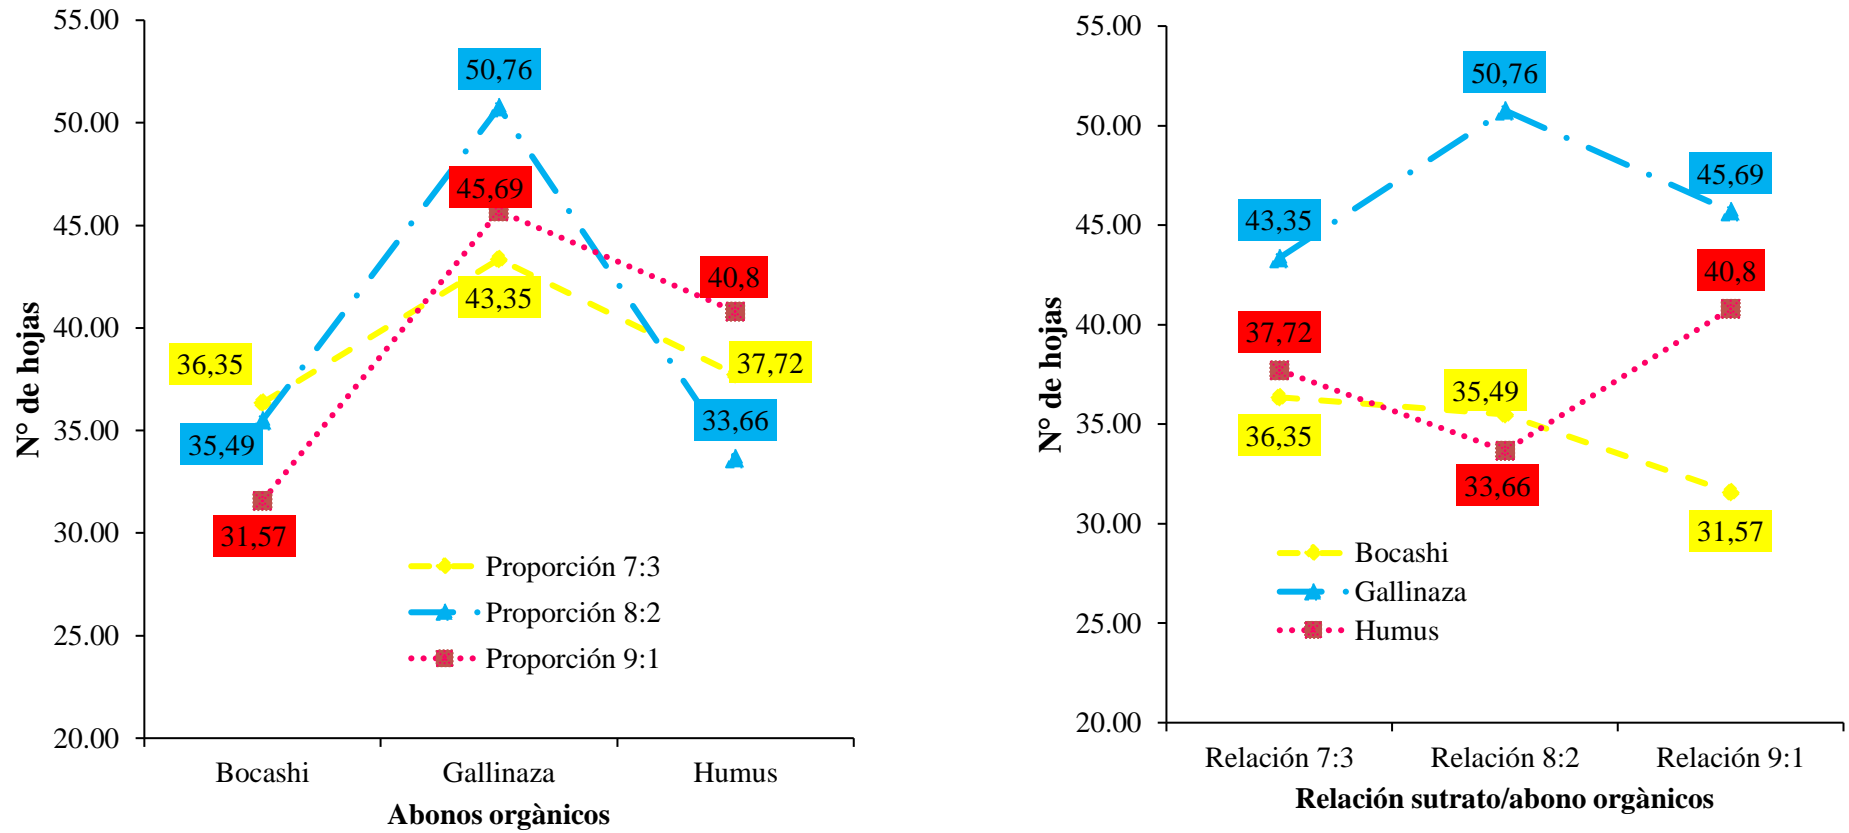 55.00
50.00
45.00
40.00
35.00
30.00
25.00
20.00
N° de hojas
50,76
45,69
43,35
40,8
36,35
37,72
35,49
33,66
31,57
Proporción 7:3
Proporción 8:2
Proporción 9:1
Bocashi Gallinaza Humus
Abonos orgànicos
55.00
50.00
45.00
40.00
35.00
30.00
25.00
20.00
N° de hojas
50,76
45,69
43,35
40,8
37,72
35,49
36,35
33,66
31,57
Bocashi
Gallinaza
Humus
Relación 7:3 Relación 8:2 Relación 9:1
Relación sutrato/abono orgànicos